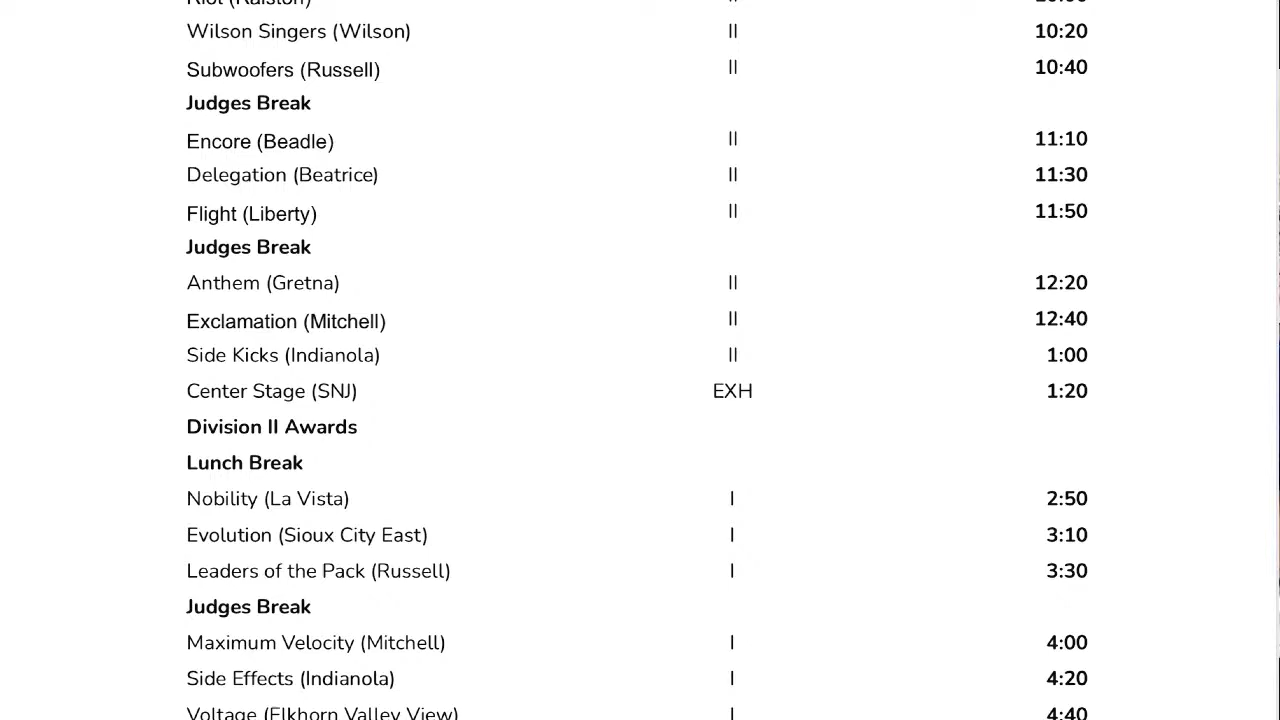 Wilson Singers (Wilson) II 10:20
Subwoofers (Russell) II 10:40
Judges Break
Encore (Beadle) II 11:10
Delegation (Beatrice) II 11:30
Flight (Liberty) II 11:50
Judges Break
Anthem (Gretna) II 12:20
Exclamation (Mitchell) II 12:40
Side Kicks (Indianola) II 1:00
Center Stage (SNJ) EXH 1:20
Division II Awards
Lunch Break
Nobility (La Vista) I 2:50
Evolution (Sioux City East) I 3:10
Leaders of the Pack (Russell) I 3:30
Judges Break
Maximum Velocity (Mitchell) I 4:00
Side Effects (Indianola) I 4:20
Voltage (Elkhorn Valley View) I 4:40